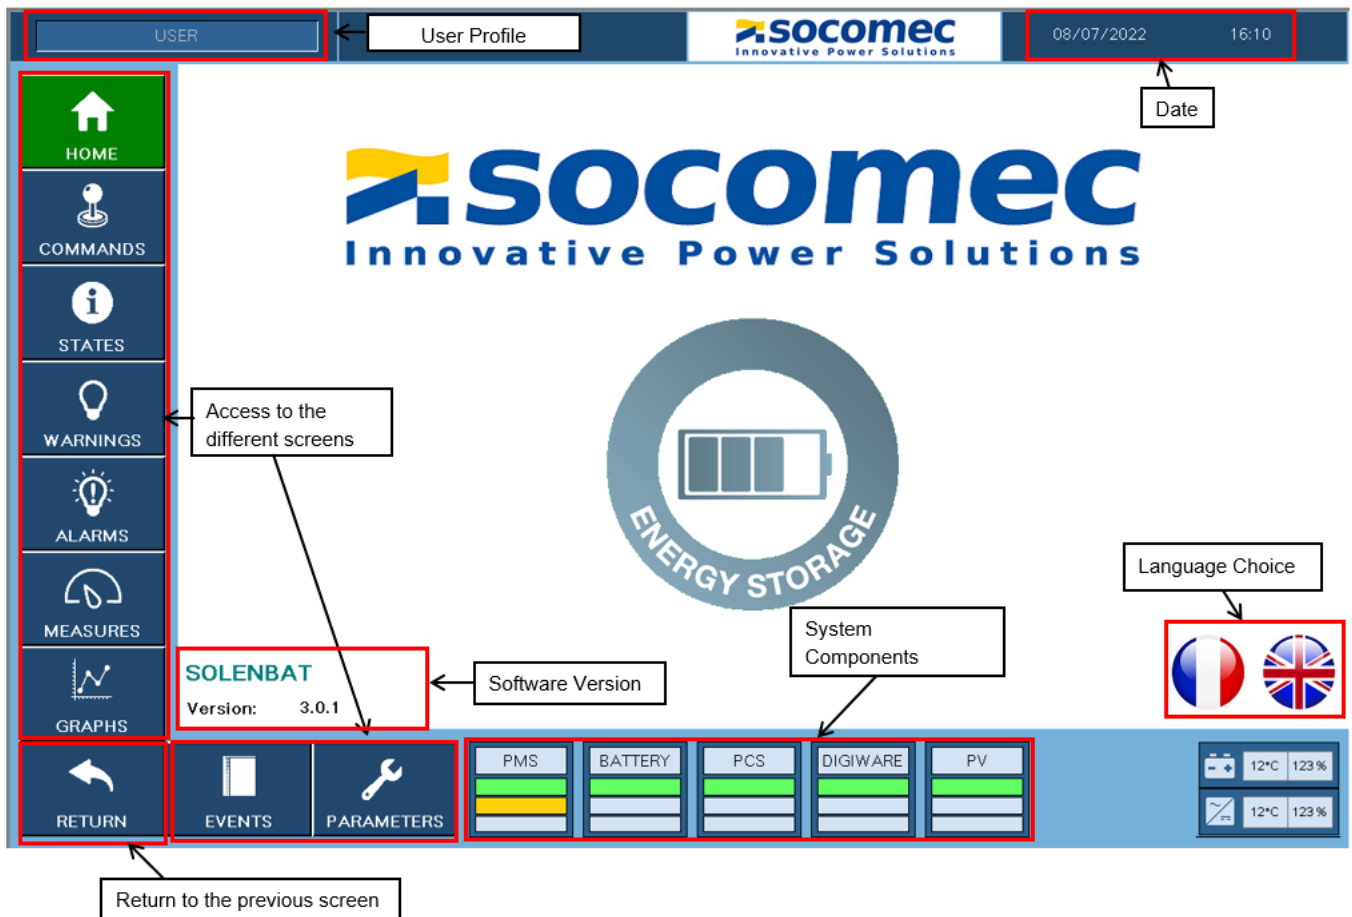 USER
User Profile
socomec
Innovative Power Solutions
08/07/2022 16:10
Date
HOME
COMMANDS
STATES
WARNINGS
ALARMS
MEASURES
GRAPHS
socomec
Innovative Power Solutions
Access to the
different screens
ENERGY STORAGE
Language Choice
System
Components
SOLENBAT
Version: 3.0.1
Software Version
RETURN
EVENTS
PARAMETERS
PMS
BATTERY
PCS
DIGIWARE
PV
12°C 123%
12°C 123%
Return to the previous screen